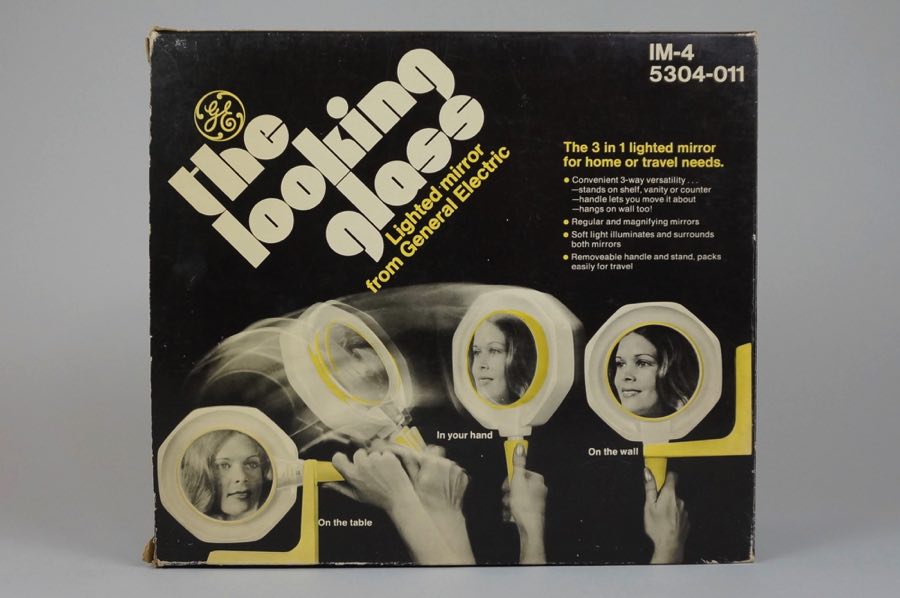 GE
the
looking
glass
Lighted mirror
from General Electric
IM-4
5304-011
The 3 in 1 lighted mirror
for home or travel needs.
● Convenient 3-way versatility . . .
—stands on shelf, vanity or counter
—handle lets you move it about
—hangs on wall too!
● Regular and magnifying mirrors
● Soft light illuminates and surrounds
both mirrors
● Removeable handle and stand, packs
easily for travel
In your hand
On the wall
On the table